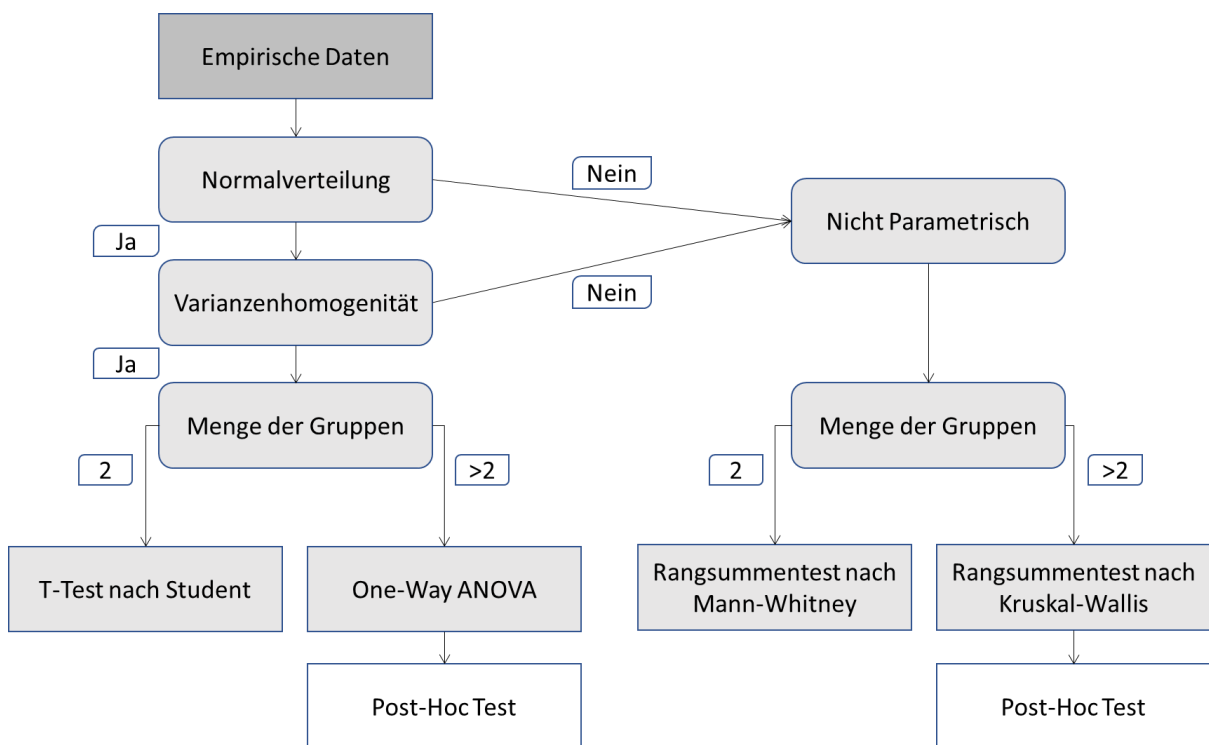 Empirische Daten
Normalverteilung
Nein
Nicht Parametrisch
Ja
Varianzenhomogenität
Nein
Ja
Menge der Gruppen
Menge der Gruppen
2
>2
2
>2
T-Test nach Student
One-Way ANOVA
Rangsummentest nach
Mann-Whitney
Rangsummentest nach
Kruskal-Wallis
Post-Hoc Test
Post-Hoc Test